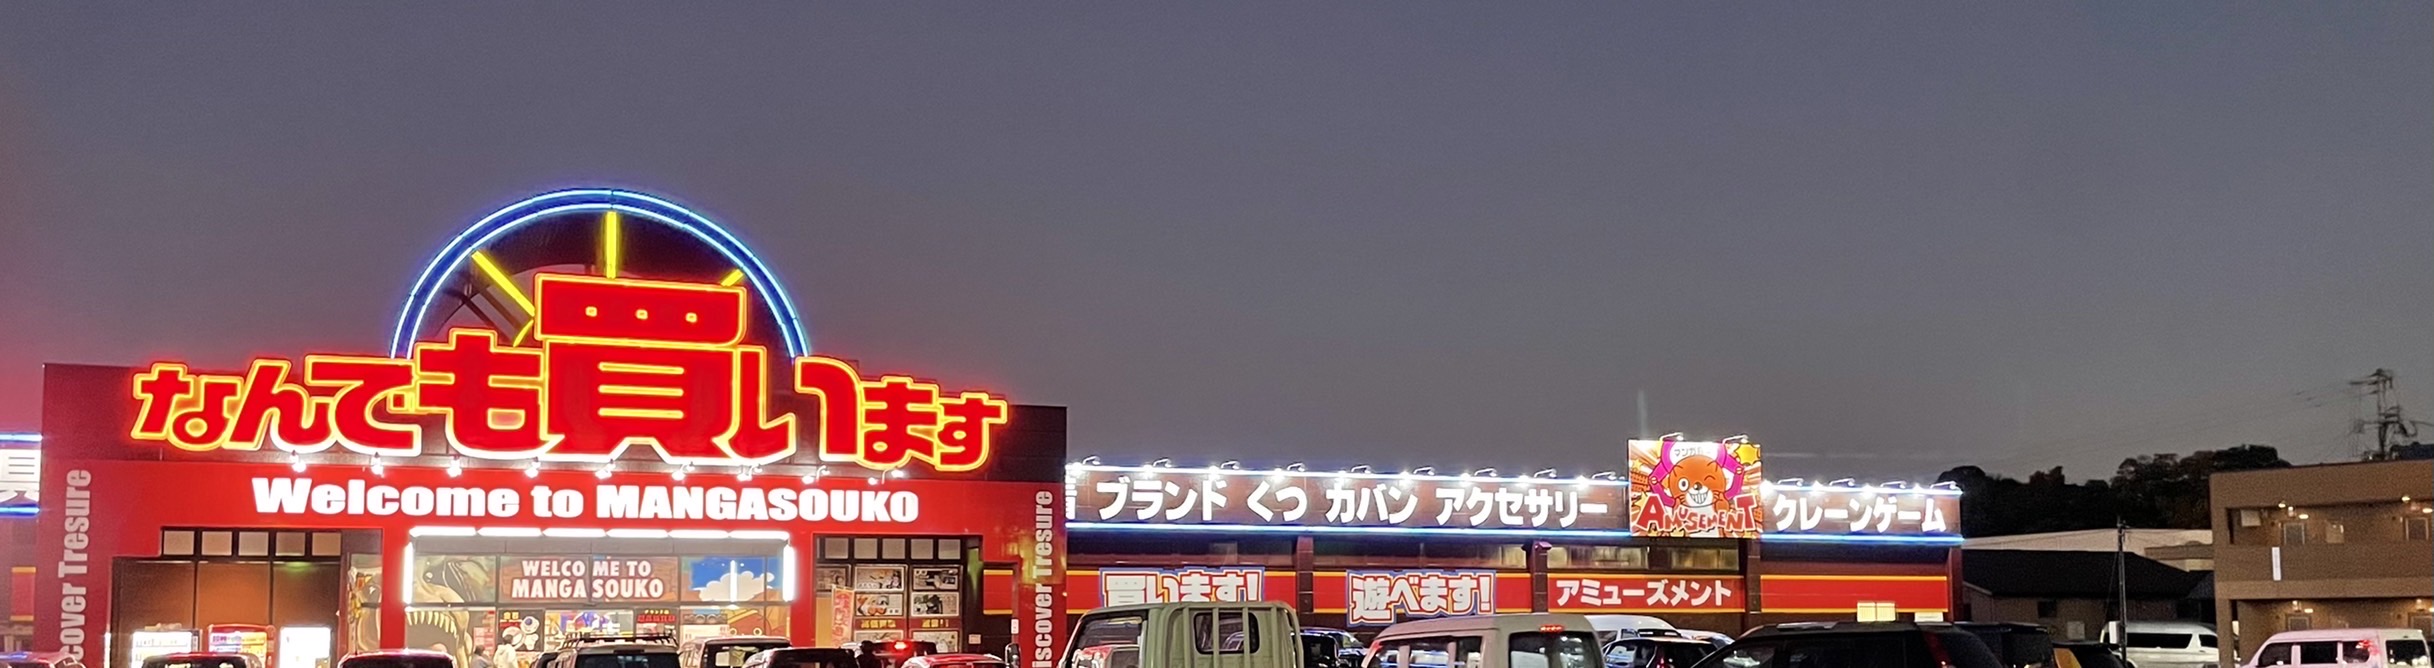 なんでも買います
Welcome to MANGASOUKO
cover Tresure
iscover Tresure
WELCO ME TO
MANGA SOUKO
ブランド くつ カバン アクセサリー
AMUSEMENT
クレーンゲーム
買います!
遊べます!
アミューズメント